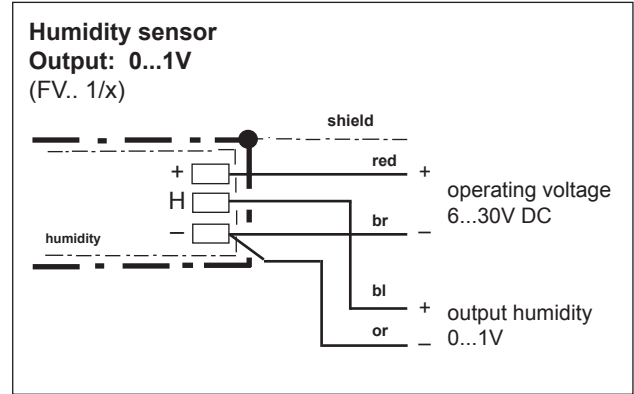 Humidity sensor
Output: 0...1V
(FV.. 1/x)
shield
red
+
+
operating voltage
H
6...30V DC
br
–
–
humidity
bl
+
output humidity
or
–
0...1V